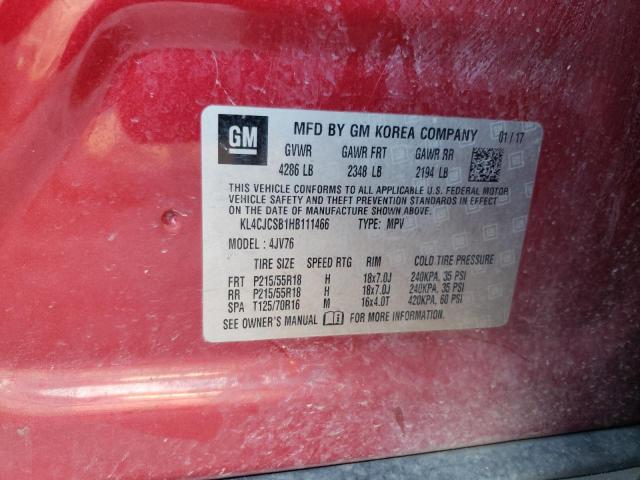 GM MFD BY GM KOREA COMPANY 01 / 17
GVWR GAWR FRT GAWR RR
4286 LB 2348 LB 2194 LB
THIS VEHICLE CONFORMS TO ALL APPLICABLE U.S. FEDERAL MOTOR
VEHICLE SAFETY AND THEFT PREVENTION STANDARDS IN EFFECT
ON THE DATE OF MANUFACTURE SHOWN ABOVE.
KL4CJCSB1HB111466 TYPE: MPV
MODEL : 4JV76
TIRE SIZE SPEED RTG RIM COLD TIRE PRESSURE
FRT P215/55R18 H 18x7.0J 240KPA, 35 PSI
RR P215/55R18 H 18x7.0J 240KPA, 35 PSI
SPA T125/70R16 M 16x4.0T 420KPA, 60 PSI
SEE OWNER'S MANUAL FOR MORE INFORMATION.